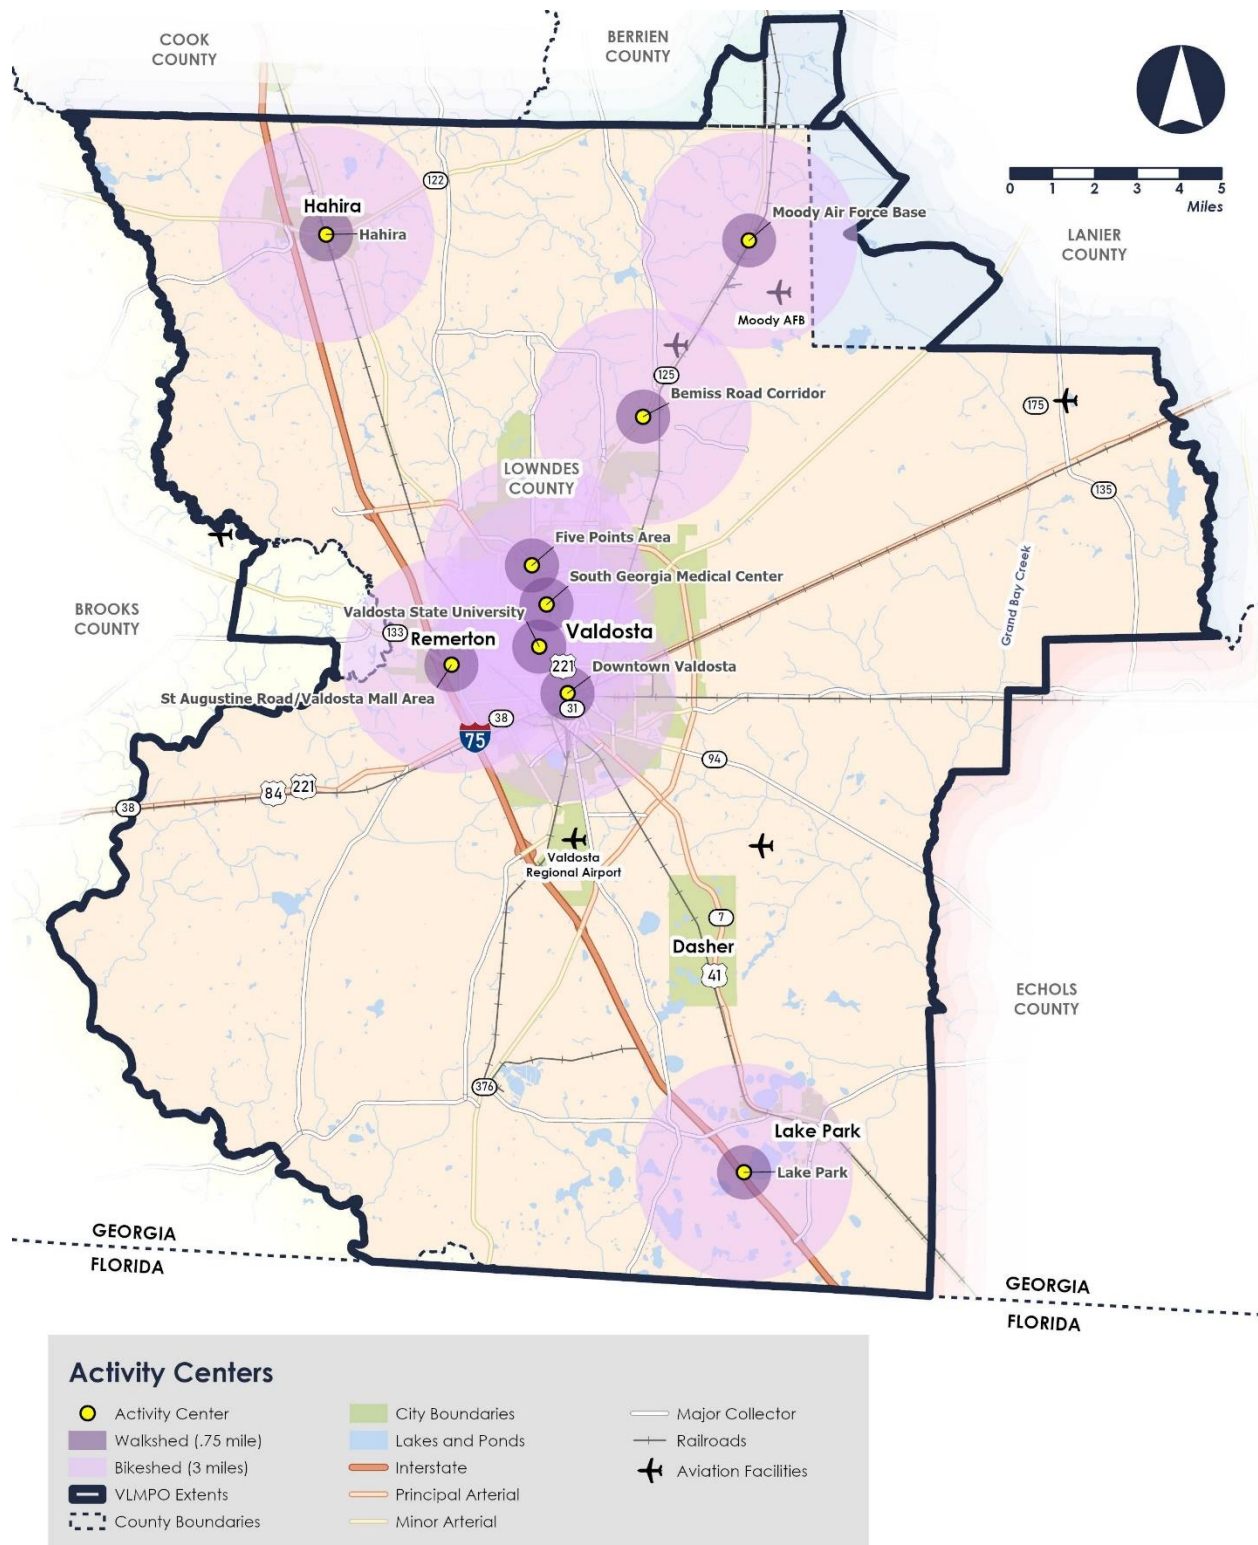 COOK
COUNTY
BERRIEN
COUNTY
0 1 2 3 4 5
Miles
122
Hahira
Hahira
Moody Air Force Base
LANIER
COUNTY
Moody AFB
125
Bemiss Road Corridor
175
LOWNDES
COUNTY
135
Five Points Area
South Georgia Medical Center
Grand Bay Creek
BROOKS
COUNTY
Valdosta State University
133
Remerton
Valdosta
221
Downtown Valdosta
St Augustine Road/Valdosta Mall Area
31
38
75
94
84
221
38
Valdosta
Regional Airport
7
Dasher
41
ECHOLS
COUNTY
376
Lake Park
Lake Park
GEORGIA
FLORIDA
GEORGIA
FLORIDA
Activity Centers
Activity Center
Walkshed (.75 mile)
Bikeshed (3 miles)
VLMPO Extents
County Boundaries
City Boundaries
Lakes and Ponds
Interstate
Principal Arterial
Minor Arterial
Major Collector
Railroads
Aviation Facilities